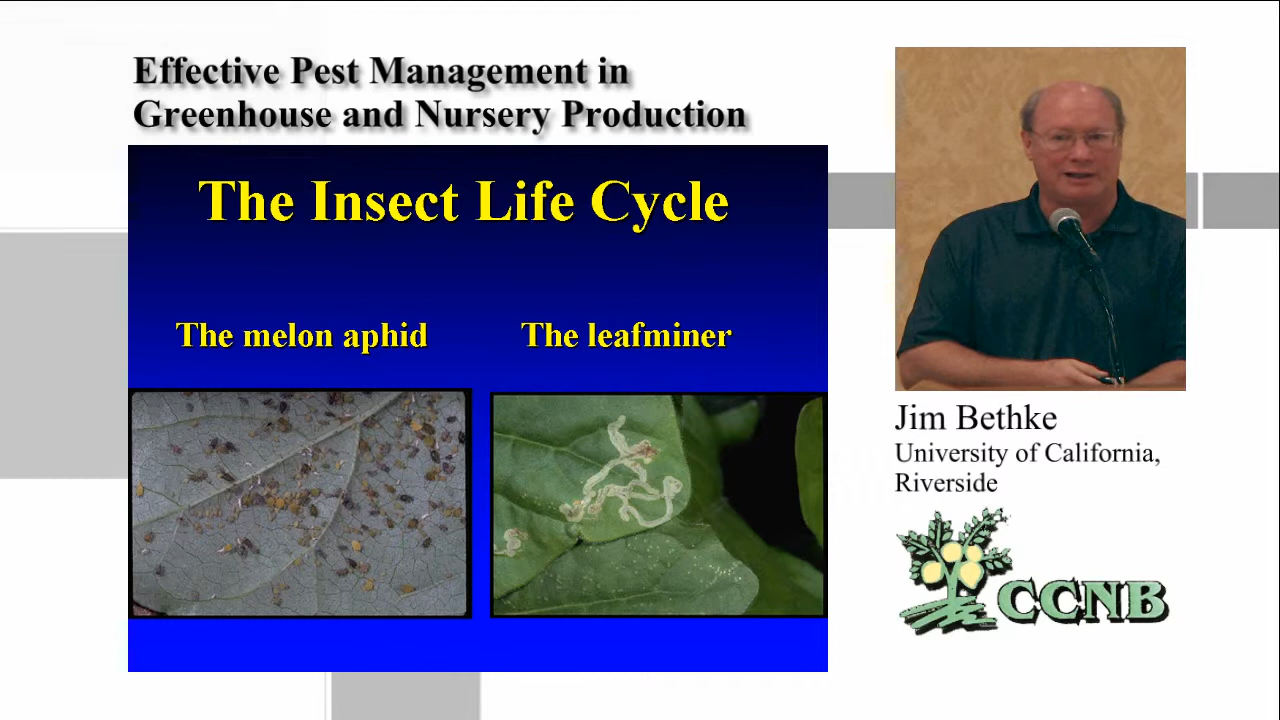 Effective Pest Management in
Greenhouse and Nursery Production
The Insect Life Cycle
The melon aphid
The leafminer
Jim Bethke
University of California,
Riverside
CCNB